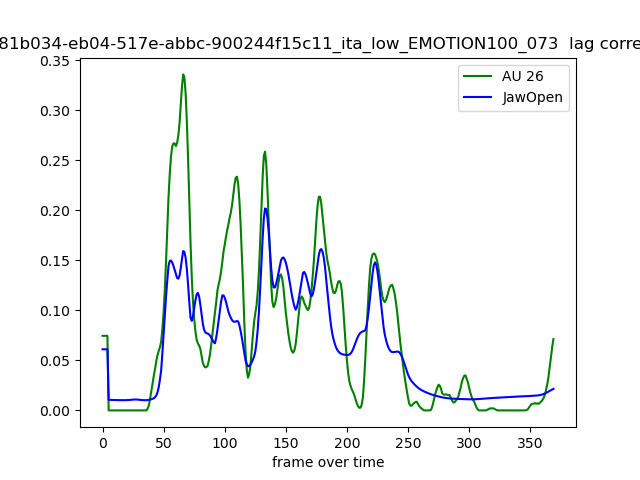 81b034-eb04-517e-abbc-900244f15c11_ita_low_EMOTION100_073  lag corre
AU 26
JawOpen
0.35
0.30
0.25
0.20
0.15
0.10
0.05
0.00
0 50 100 150 200 250 300 350
frame over time